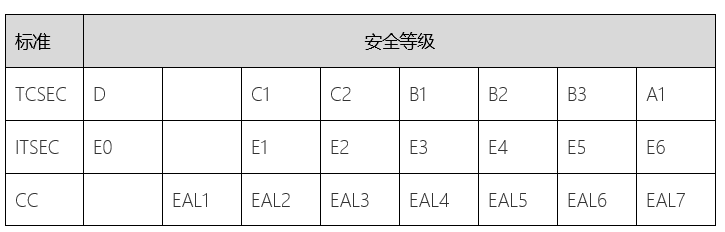 标准 安全等级
TCSEC D C1 C2 B1 B2 B3 A1
ITSEC E0 E1 E2 E3 E4 E5 E6
CC EAL1 EAL2 EAL3 EAL4 EAL5 EAL6 EAL7